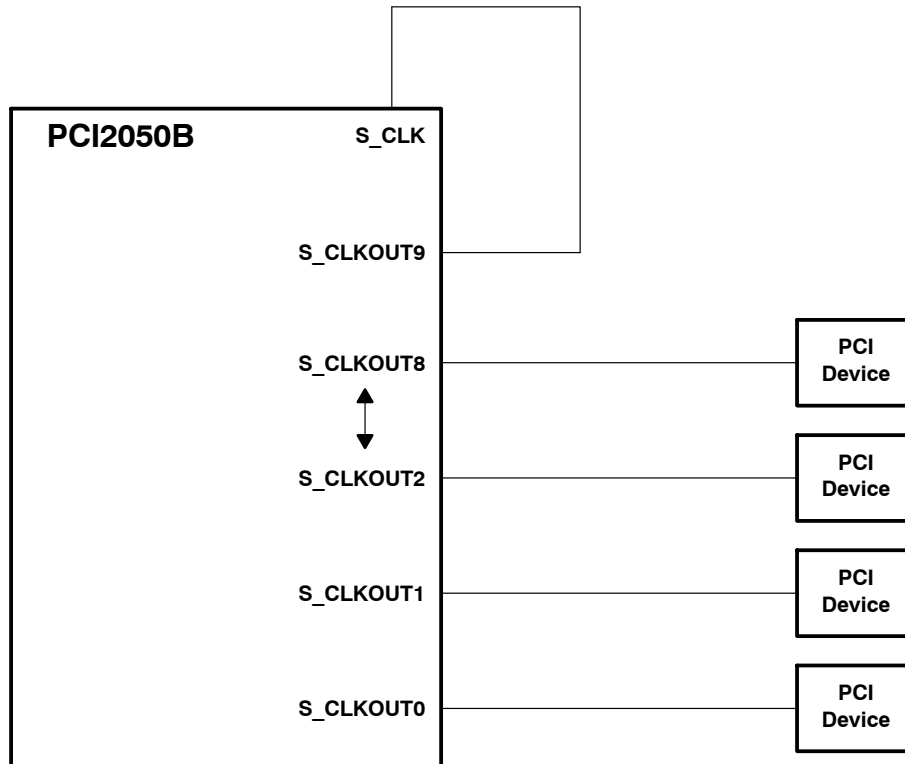 PCI2050B
S_CLK
S_CLKOUT9
S_CLKOUT8
PCI
Device
S_CLKOUT2
PCI
Device
S_CLKOUT1
PCI
Device
S_CLKOUT0
PCI
Device